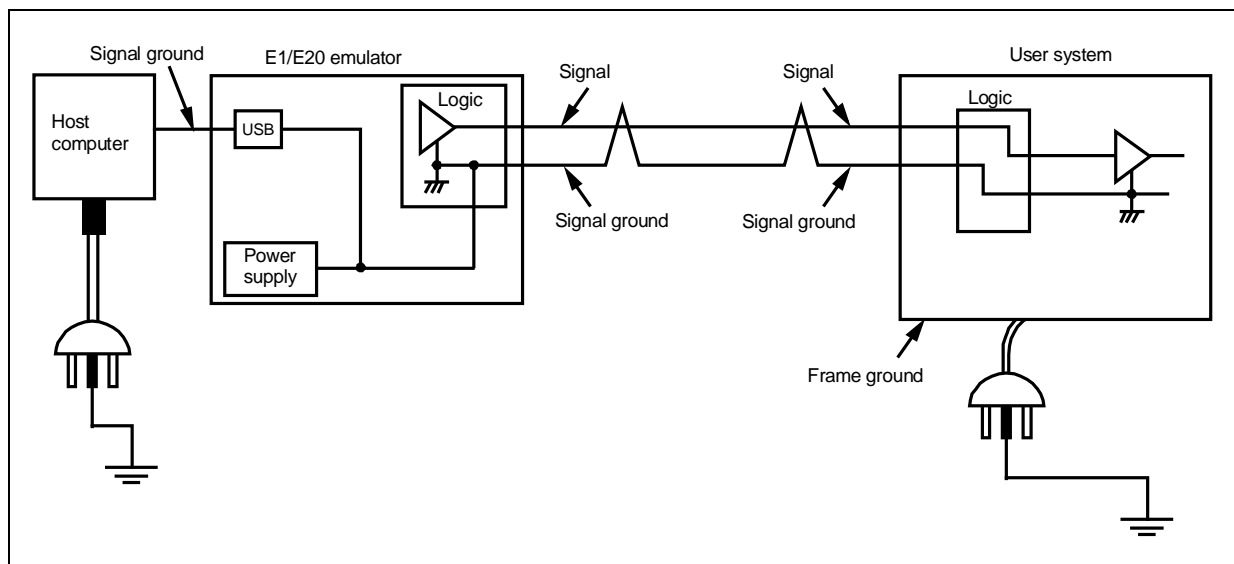 Signal ground
E1/E20 emulator
User system
Host
computer
USB
Logic
Signal
Signal
Logic
Signal ground
Signal ground
Power
supply
Frame ground